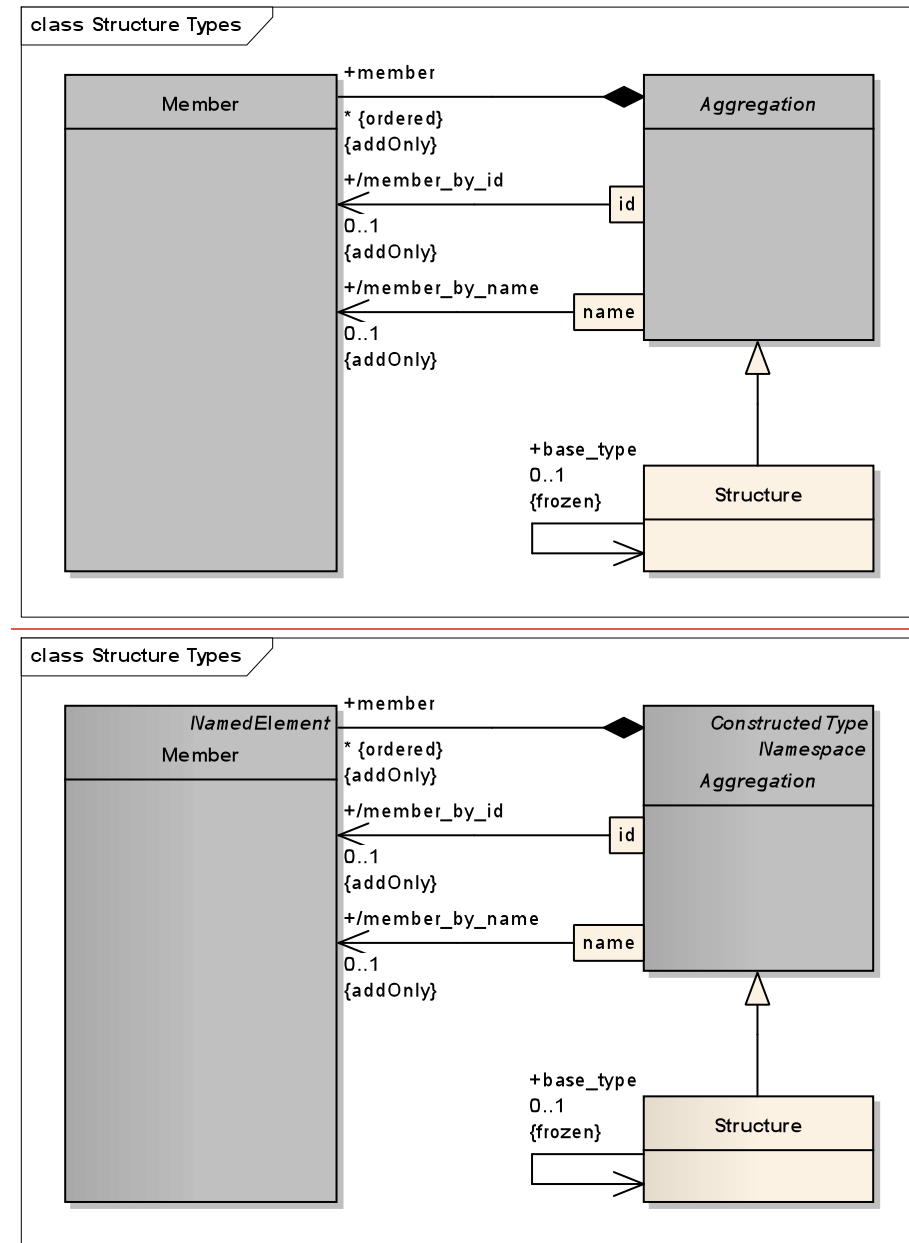 class Structure Types
+member
Member
Aggregation
* {ordered}
{addOnly}
+/member_by_id
id
0..1
{addOnly}
+/member_by_name
name
0..1
{addOnly}
+base_type
0..1
{frozen}
Structure
class Structure Types
+member
NamedElement
Member
Constructed Type
Namespace
Aggregation
* {ordered}
{addOnly}
+/member_by_id
id
0..1
{addOnly}
+/member_by_name
name
0..1
{addOnly}
+base_type
0..1
{frozen}
Structure